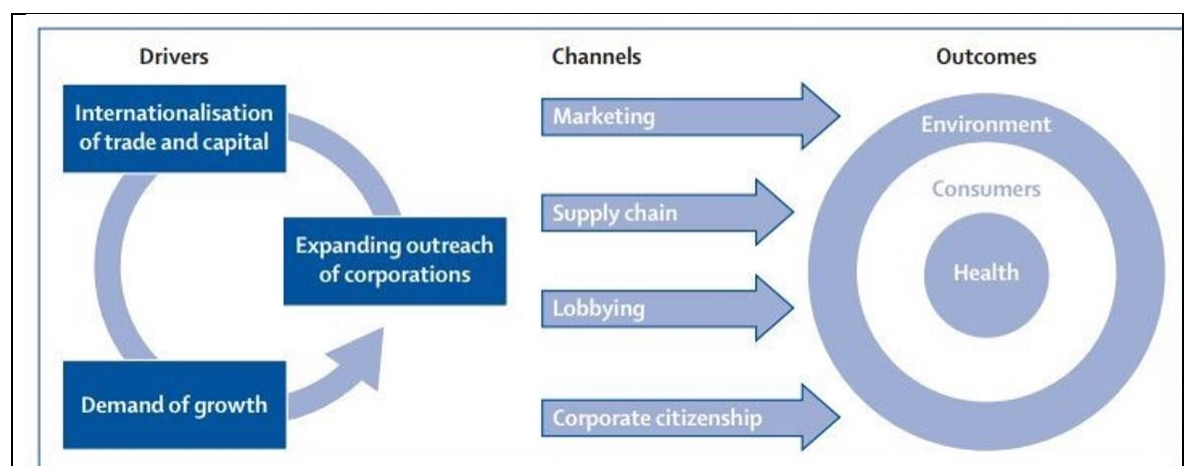 Drivers
Channels
Outcomes
Internationalisation
of trade and capital
Expanding outreach
of corporations
Demand of growth
Marketing
Supply chain
Lobbying
Corporate citizenship
Environment
Consumers
Health